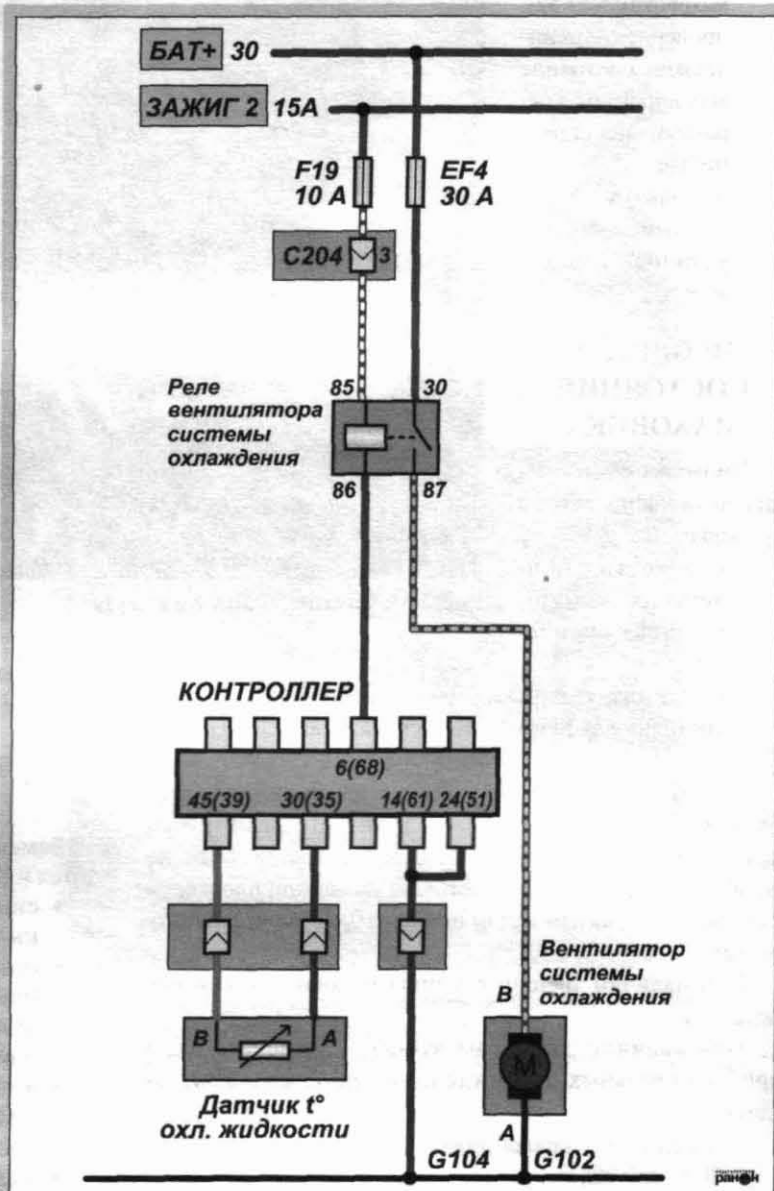 БАТ+ 30
ЗАЖИГ 2 15А
F19
10 А
EF4
30 А
С204 3
Реле
вентилятора
системы
охлаждения
85 30
86 87
КОНТРОЛЛЕР
6(68)
45(39) 30(35) 14(61) 24(51)
Вентилятор
системы
охлаждения
В
В А
М
Датчик t°
охл. жидкости
А
G104 G102